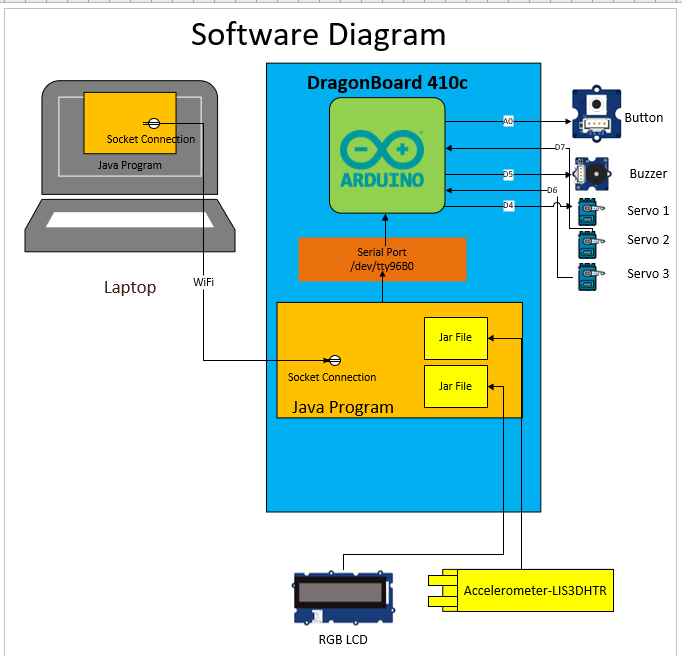 Software Diagram
DragonBoard 410c
Socket Connection
Java Program
Laptop
WiFi
ARDUINO
A0
D7
D5
D6
D4
Button
Buzzer
Servo 1
Servo 2
Servo 3
Serial Port
/dev/tty96B0
Jar File
Jar File
Socket Connection
Java Program
RGB LCD
Accelerometer-LIS3DHTR